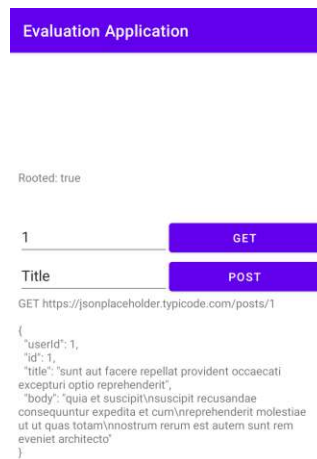 Evaluation Application
Rooted: true
1
GET
Title
POST
GET https://jsonplaceholder.typicode.com/posts/1
{
"userId": 1,
"id": 1,
"title": "sunt aut facere repellat provident occaecati
excepturi optio reprehenderit",
"body": "quia et suscipit\nsuscipit recusandae
consequuntur expedita et cum\nreprehenderit molestiae
ut ut quas totam\nnostrum rerum est autem sunt rem
eveniet architecto"
}